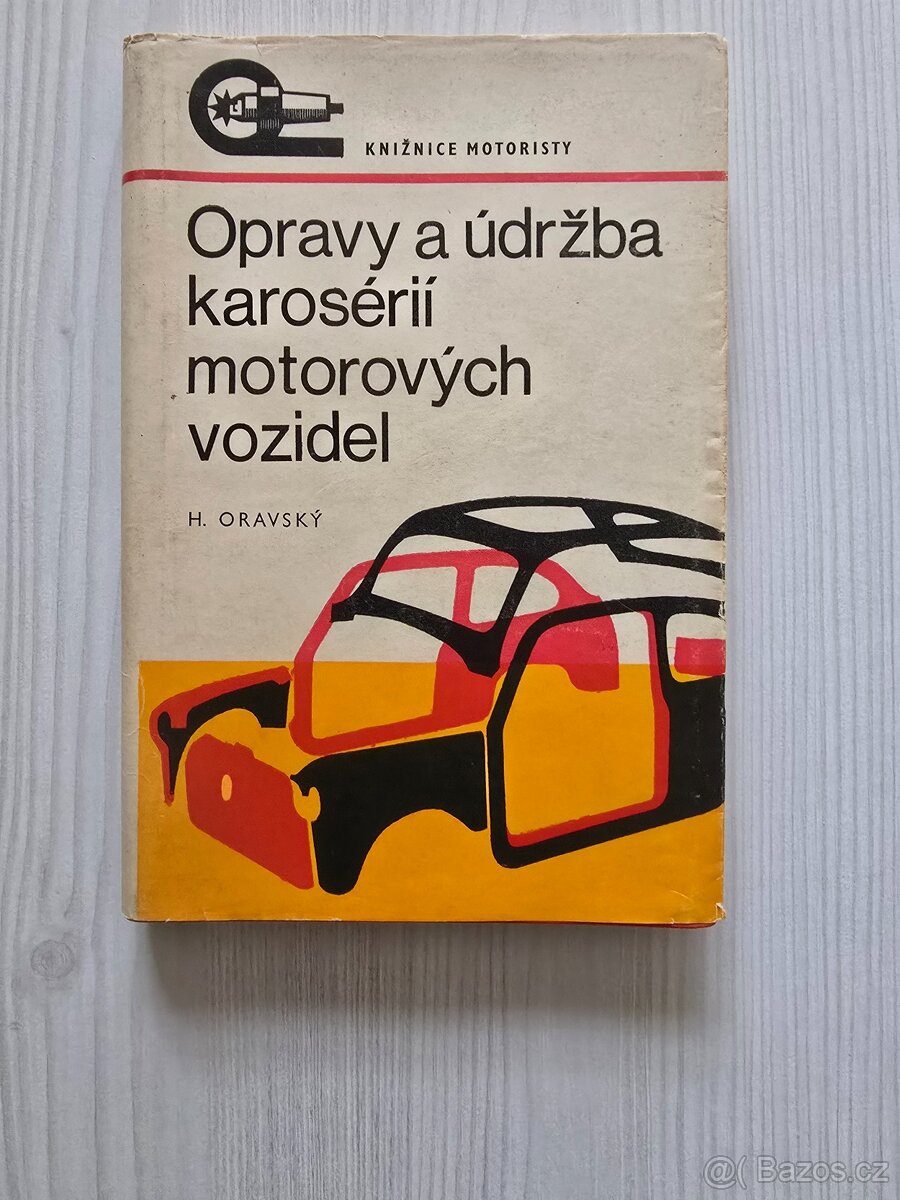 KNIŽNICE MOTORISTY
Opravy a údržba
karosérií
motorových
vozidel
H. ORAVSKÝ
@( Bazos.cz